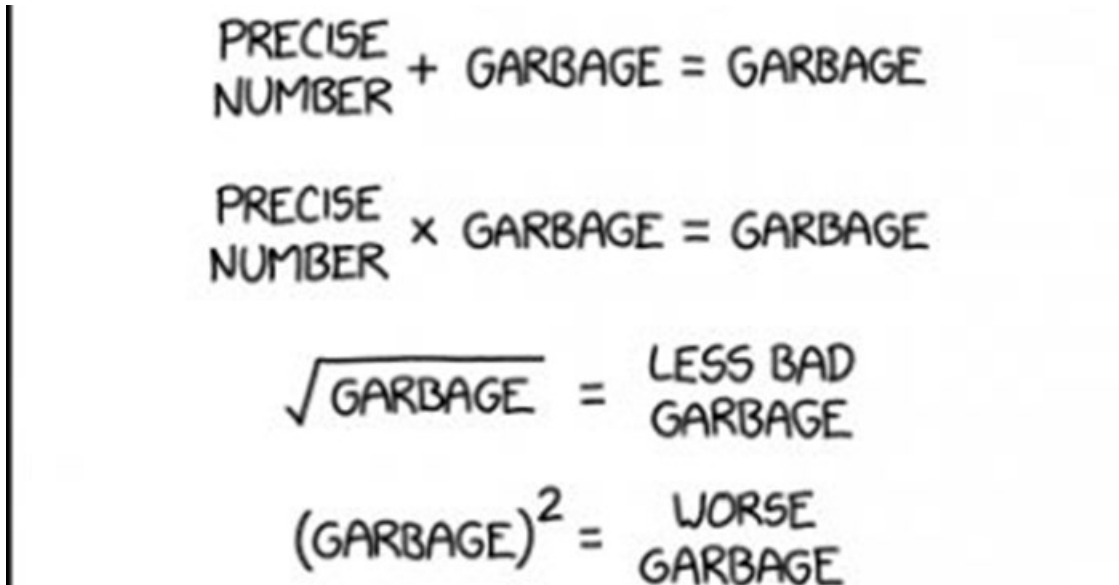 PRECISE
NUMBER + GARBAGE = GARBAGE
PRECISE
NUMBER × GARBAGE = GARBAGE
√GARBAGE = LESS BAD
GARBAGE
(GARBAGE)² = WORSE
GARBAGE